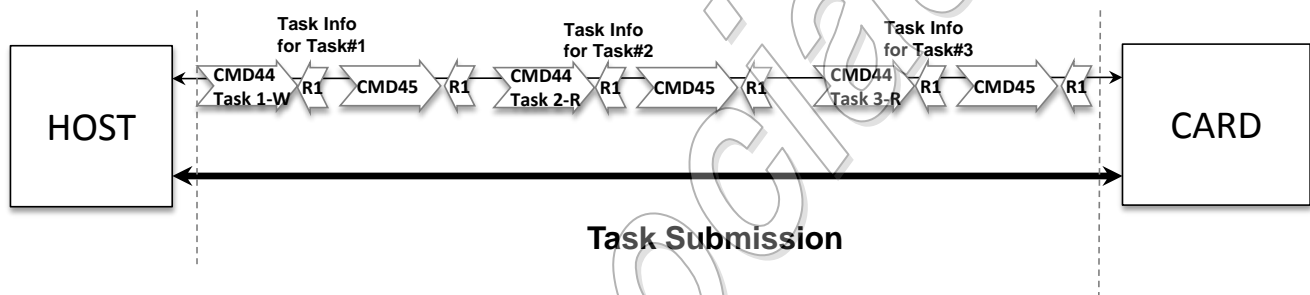 Task Info
for Task#1
Task Info
for Task#2
Task Info
for Task#3
HOST
CMD44
Task 1-W
R1
CMD45
R1
CMD44
Task 2-R
R1
CMD45
R1
CMD44
Task 3-R
R1
CMD45
R1
CARD
Task Submission